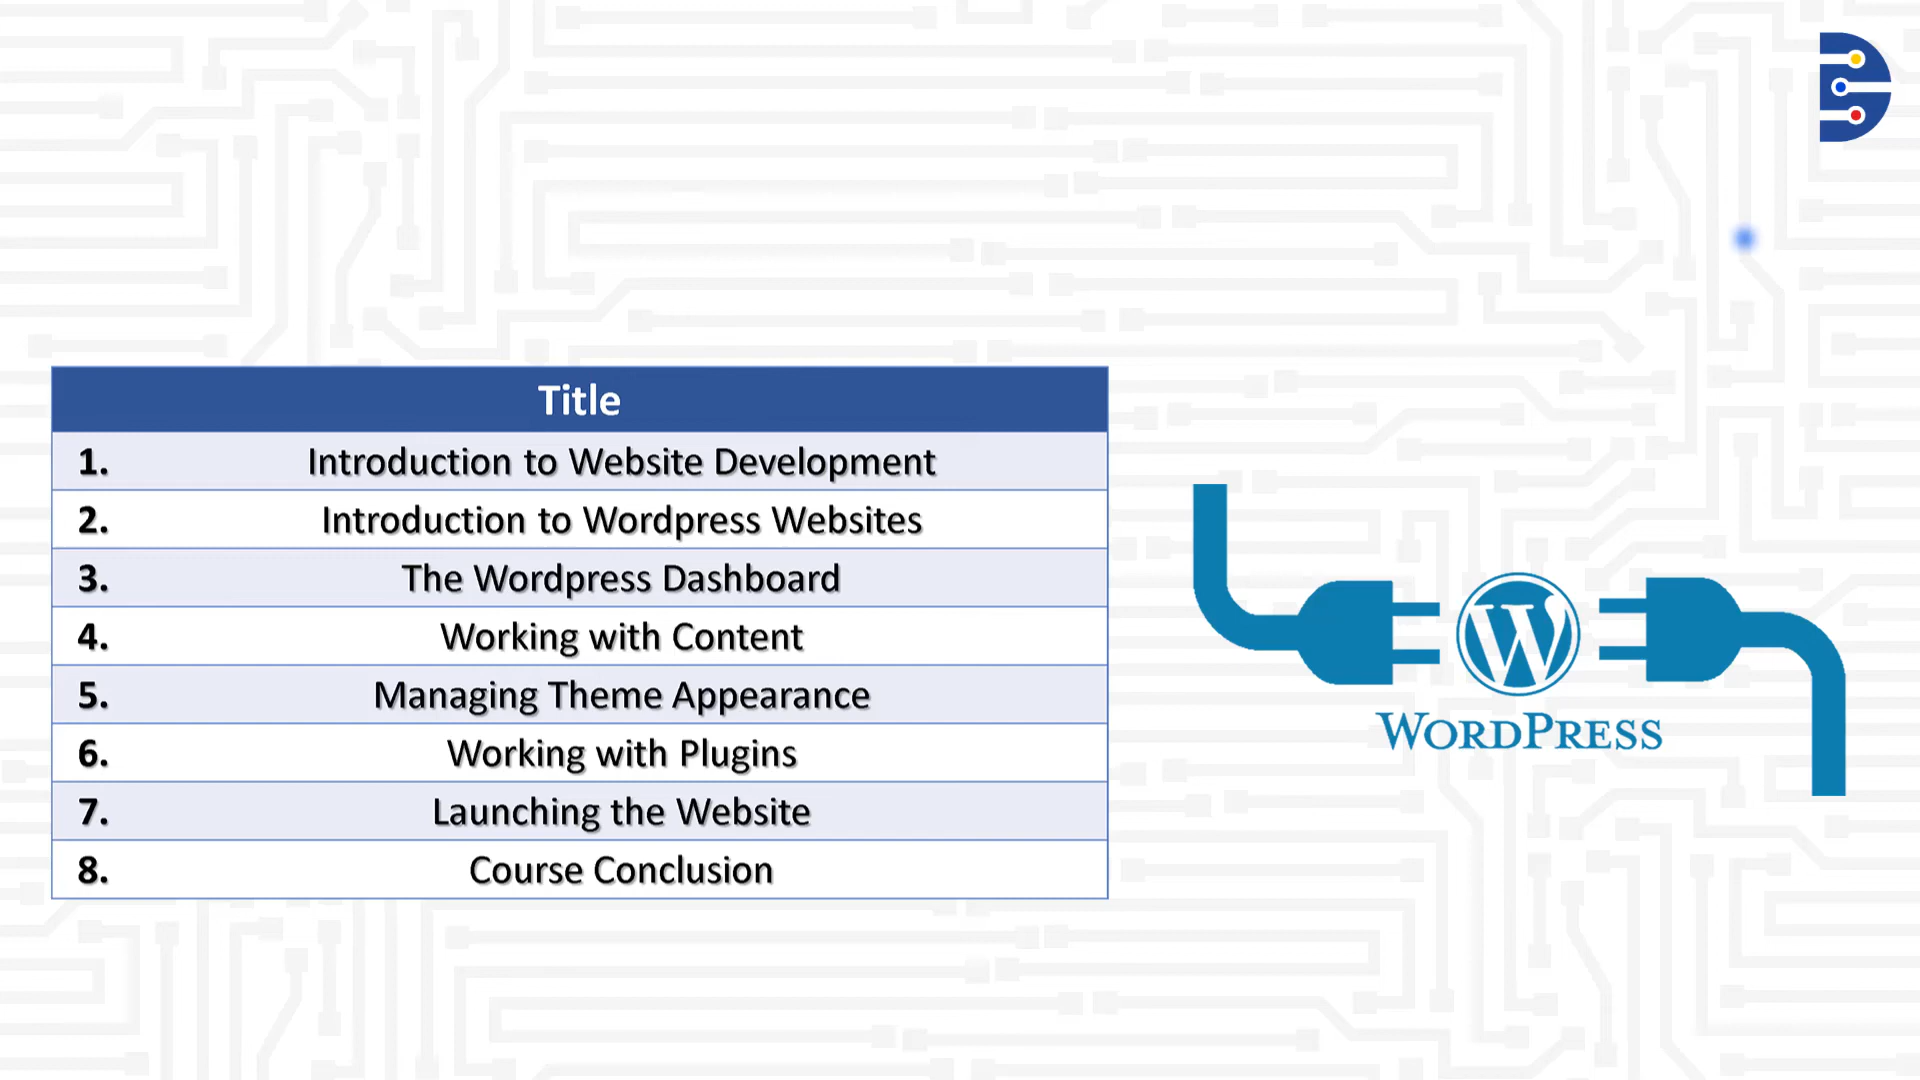 Title
1. Introduction to Website Development
2. Introduction to Wordpress Websites
3. The Wordpress Dashboard
4. Working with Content
5. Managing Theme Appearance
6. Working with Plugins
7. Launching the Website
8. Course Conclusion
W
WORDPRESS